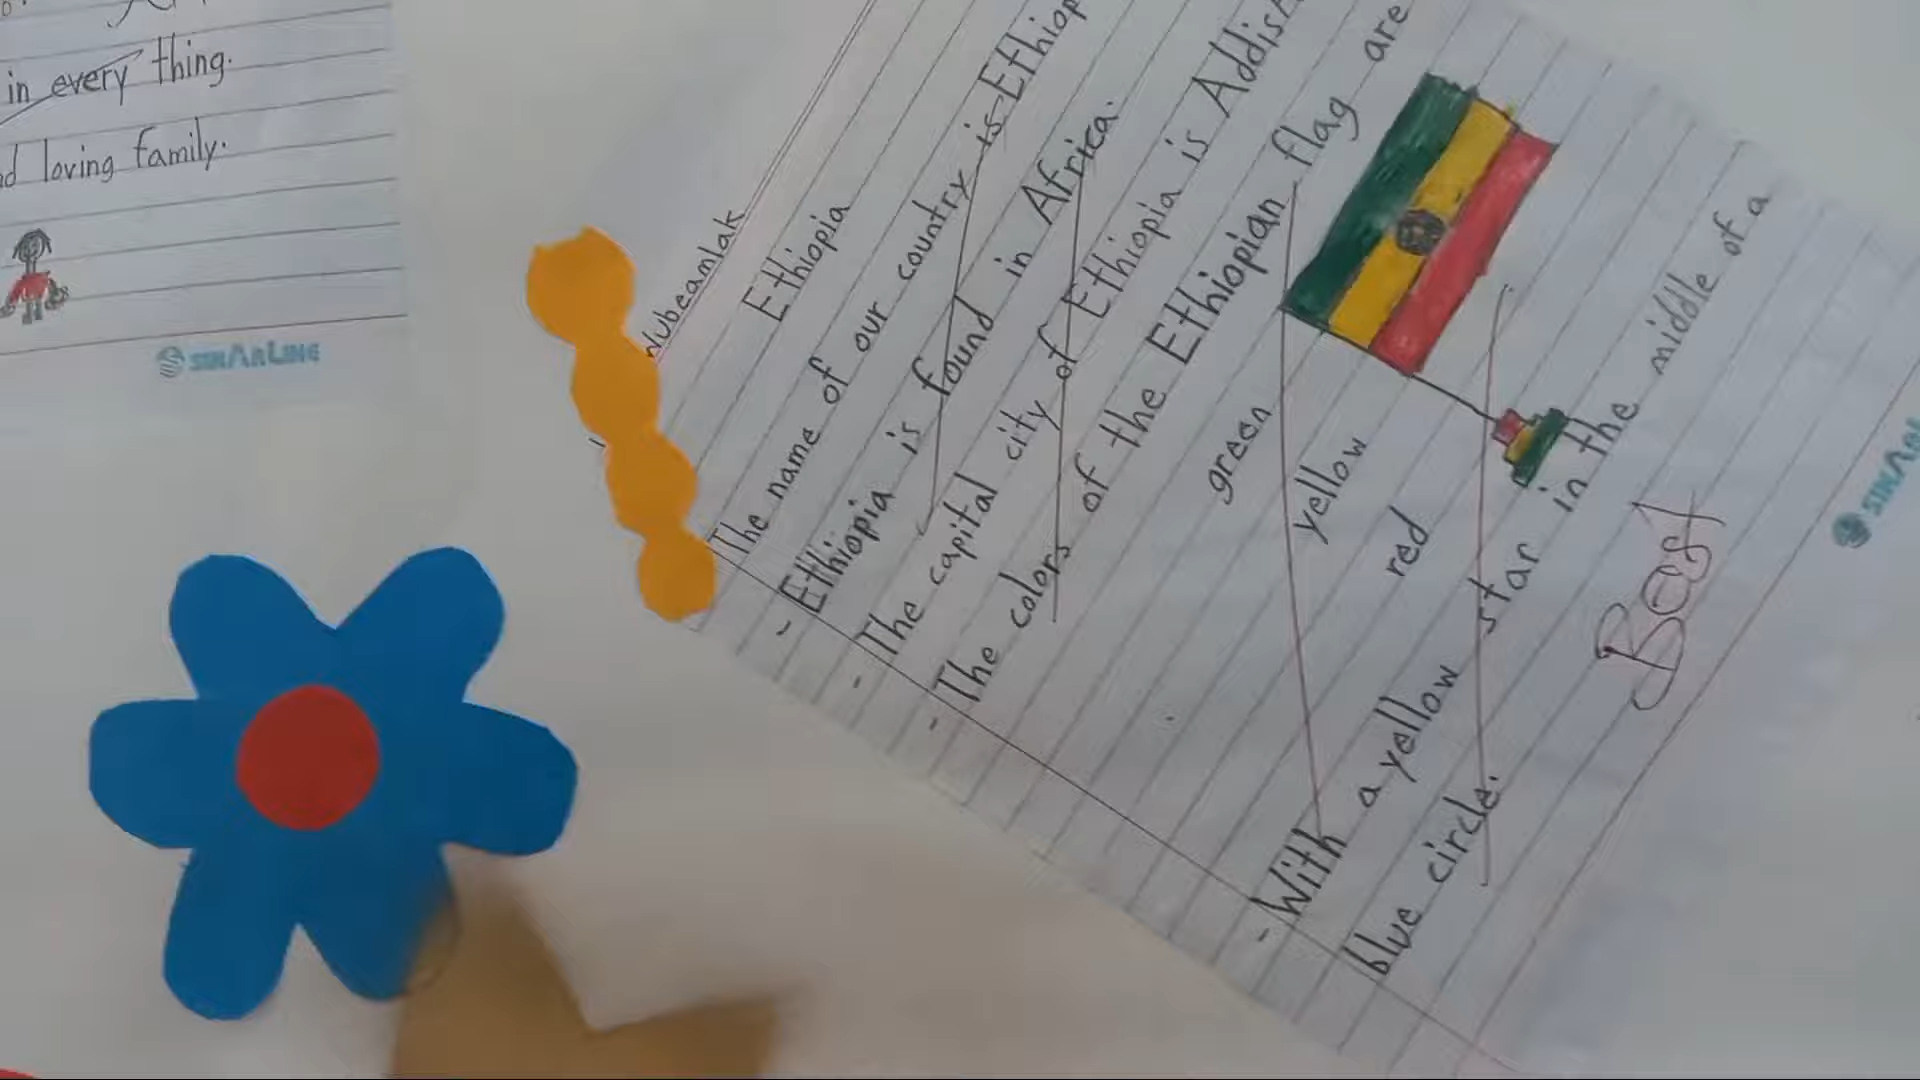 in every thing.
loving family.
SINARLINE
Wubeamlak
Ethiopia
The name of our country is Ethiop
- Ethiopia is found in Africa.
- The capital city of Ethiopia is Addis A
- The colors of the Ethiopian flag are
green
yellow
red
- With a yellow star in the middle of a
blue circle.
Best